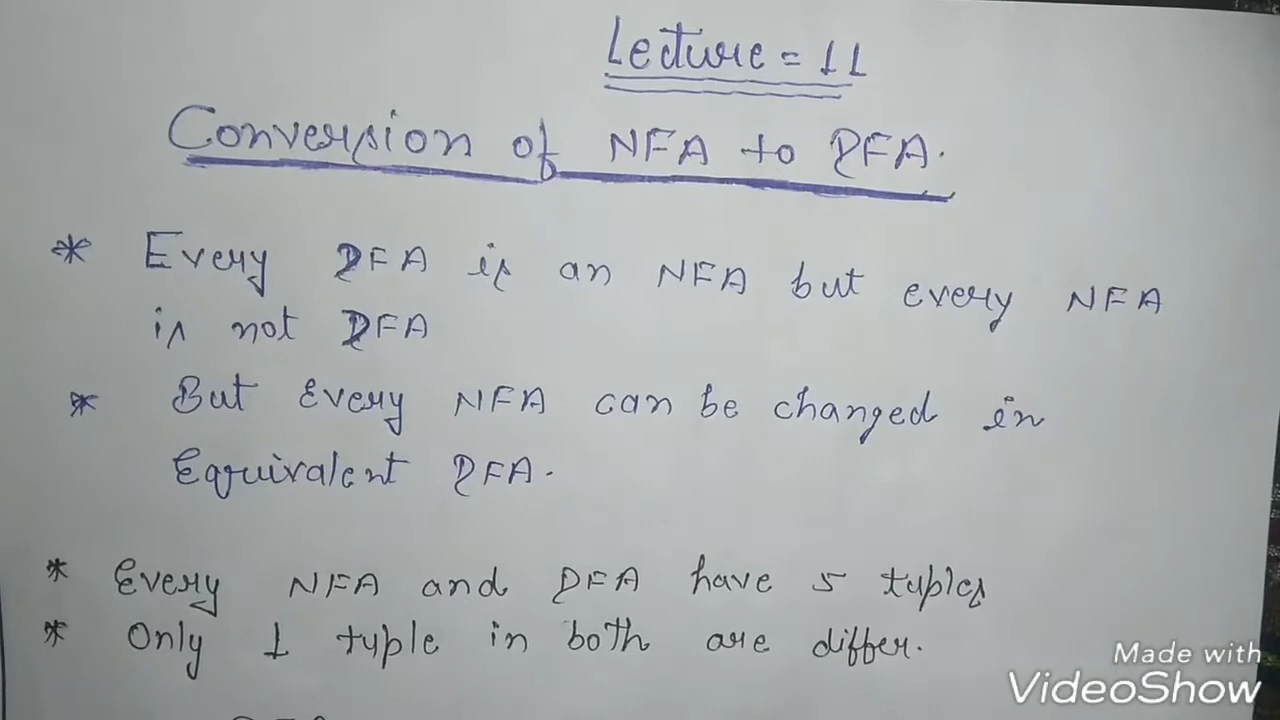 Lecture = 11
Conversion of NFA to DFA.
* Every DFA is an NFA but every NFA
is not DFA
* But Every NFA can be changed in
Equivalent DFA.
* Every NFA and DFA have 5 tuples
* Only 1 tuple in both are differ.
Made with
VideoShow